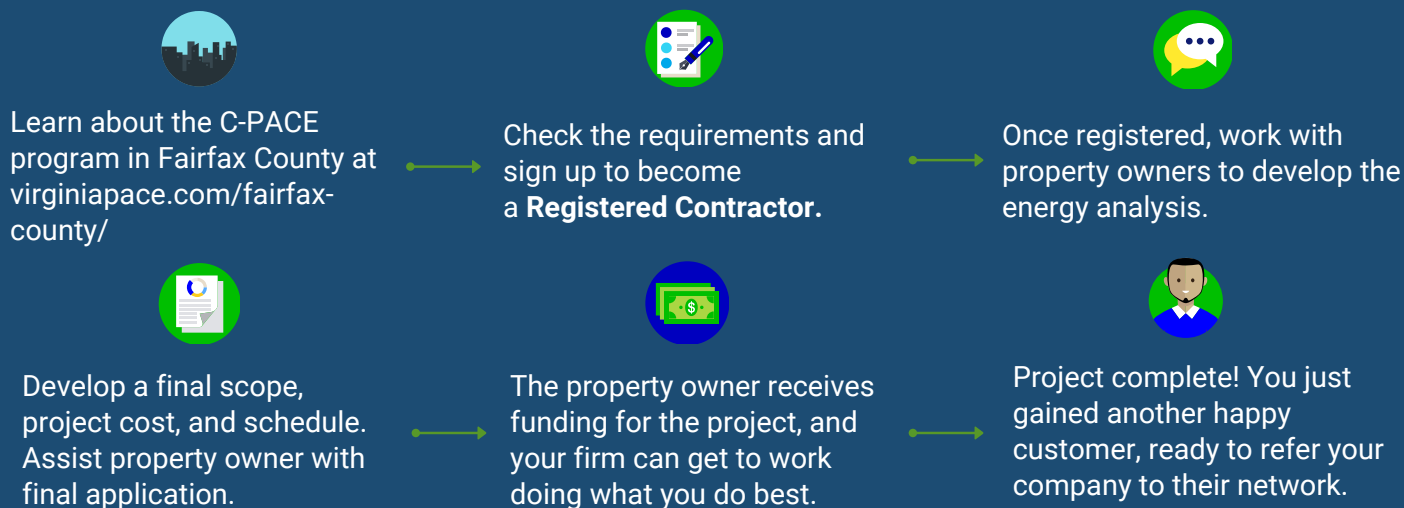 Learn about the C-PACE
program in Fairfax County at
virginiapace.com/fairfax-
county/
Check the requirements and
sign up to become
a Registered Contractor.
Once registered, work with
property owners to develop the
energy analysis.
Develop a final scope,
project cost, and schedule.
Assist property owner with
final application.
$
The property owner receives
funding for the project, and
your firm can get to work
doing what you do best.
Project complete! You just
gained another happy
customer, ready to refer your
company to their network.